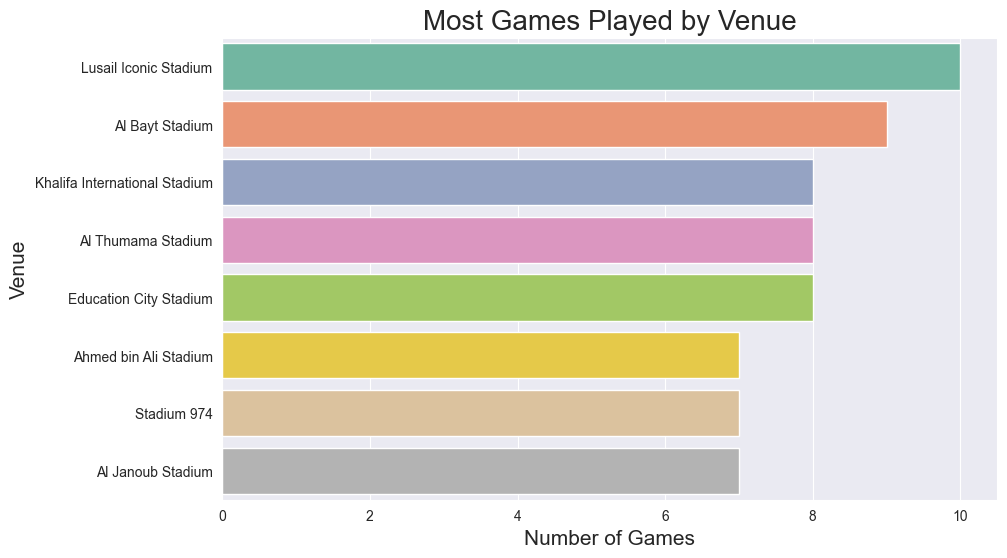 Most Games Played by Venue
Venue
Lusail Iconic Stadium
Al Bayt Stadium
Khalifa International Stadium
Al Thumama Stadium
Education City Stadium
Ahmed bin Ali Stadium
Stadium 974
Al Janoub Stadium
0 2 4 6 8 10
Number of Games